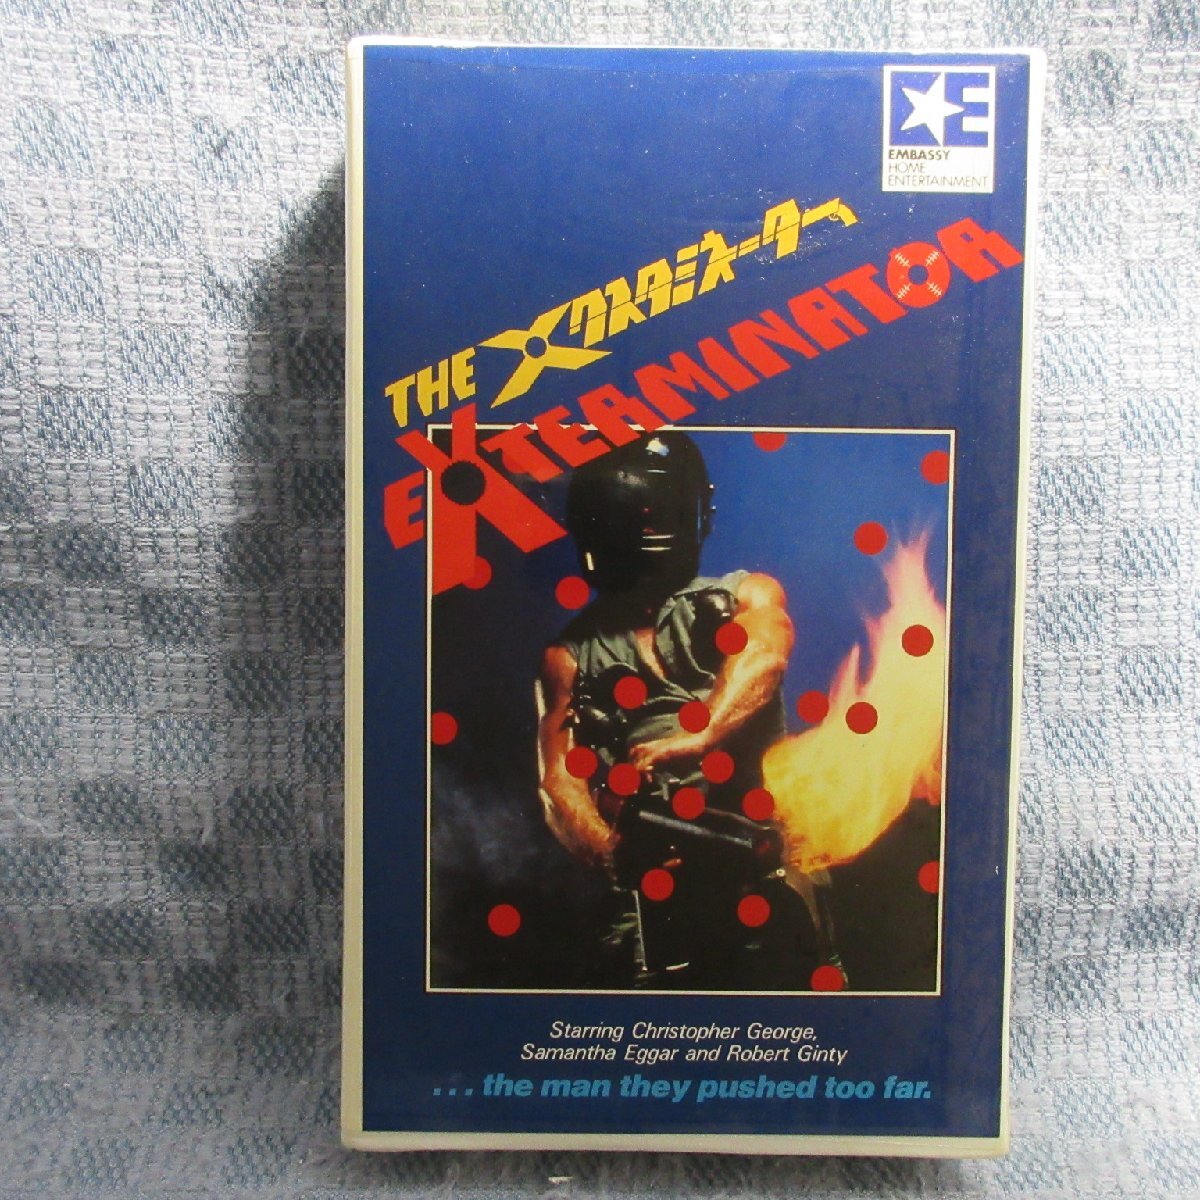 EMBASSY
HOME
ENTERTAINMENT
THE Xクスタミネーター
EXTERMINATOR
Starring Christopher George,
Samantha Eggar and Robert Ginty
...the man they pushed too far.